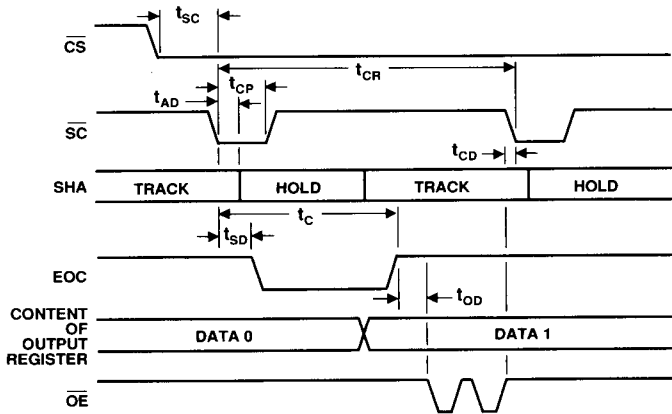 tSC
CS
tCR
tCP
tAD
SC
tCD
SHA TRACK HOLD TRACK HOLD
tC
tSD
EOC
tOD
CONTENT
OF
OUTPUT
REGISTER
DATA 0 DATA 1
OE